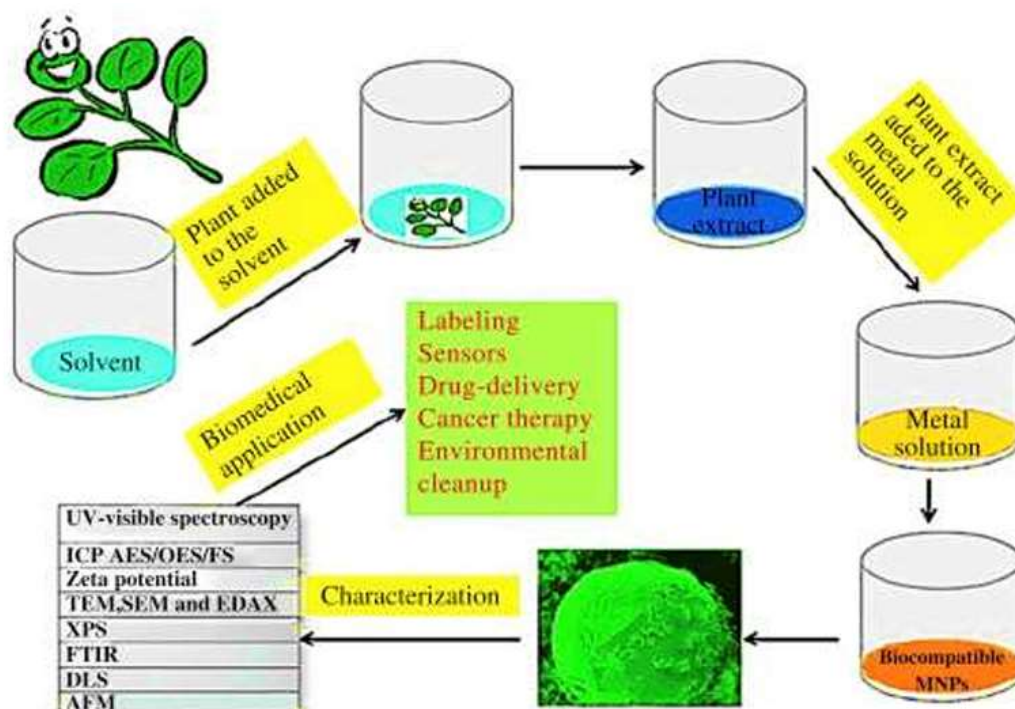 Plant added
to the
solvent
Solvent
Plant
extract
Plant extract
aded to the
metal
solution
Metal
solution
Biocompatible
MNPs
Characterization
UV-visible spectroscopy
ICP AES/OES/FS
Zeta potential
TEM,SEM and EDAX
XPS
FTIR
DLS
AFM
Biomedical
application
Labeling
Sensors
Drug-delivery
Cancer therapy
Environmental
cleanup